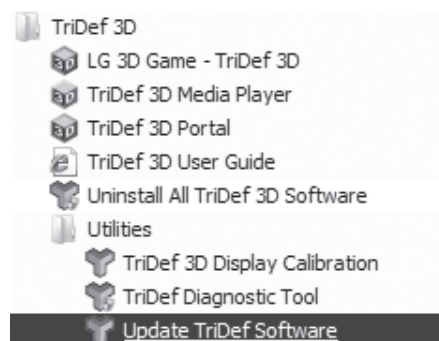 TriDef 3D
LG 3D Game - TriDef 3D
TriDef 3D Media Player
TriDef 3D Portal
TriDef 3D User Guide
Uninstall All TriDef 3D Software
Utilities
TriDef 3D Display Calibration
TriDef Diagnostic Tool
Update TriDef Software